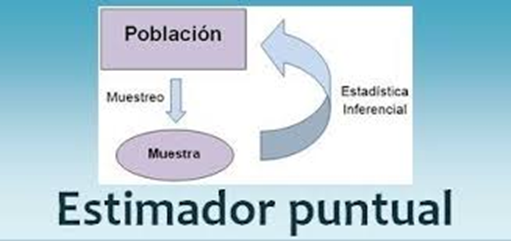 Población
Muestreo
Estadística
Inferencial
Muestra
Estimador puntual